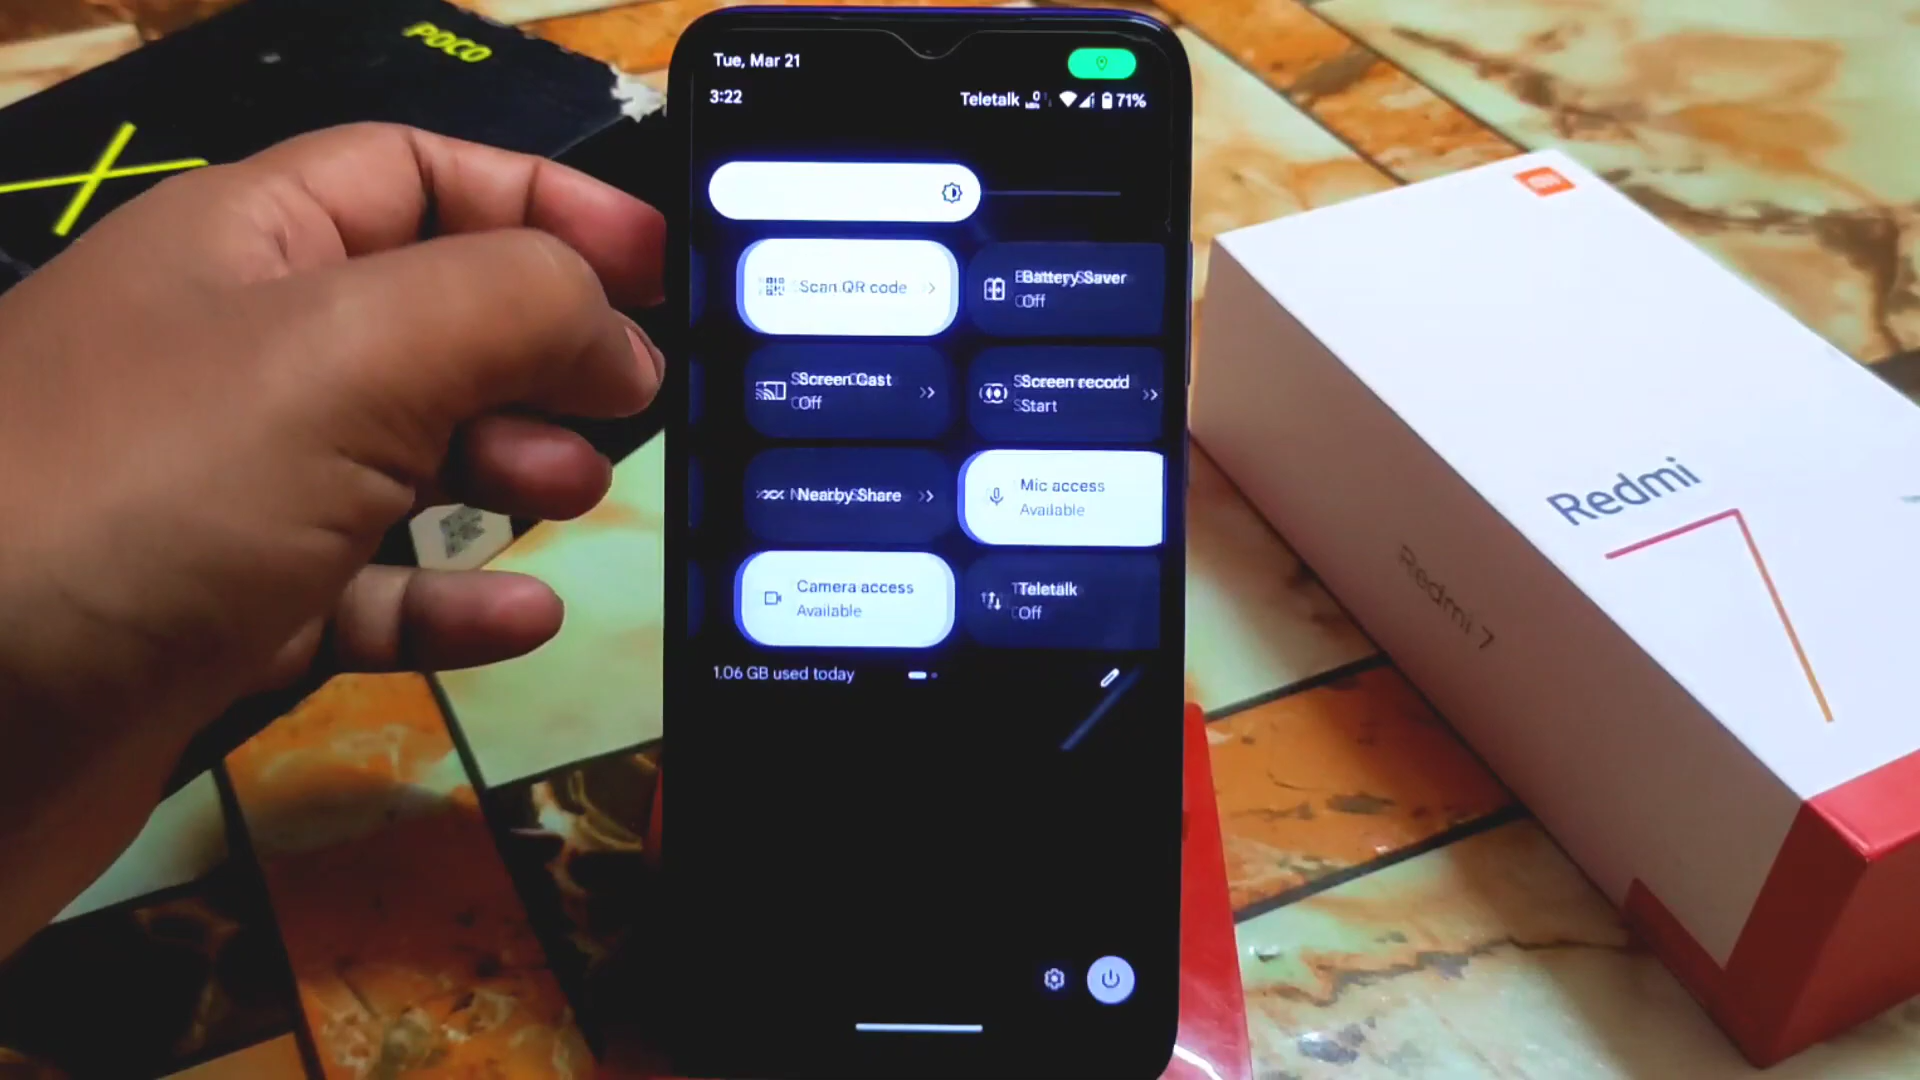 POCO
X
Tue, Mar 21
3:22
Teletalk
71%
Scan QR code
Battery Saver
Off
Screen Cast
Off
Screen record
Start
Nearby Share
Mic access
Available
Camera access
Available
Teletalk
Off
1.06 GB used today
Redmi
7
Redmi 7